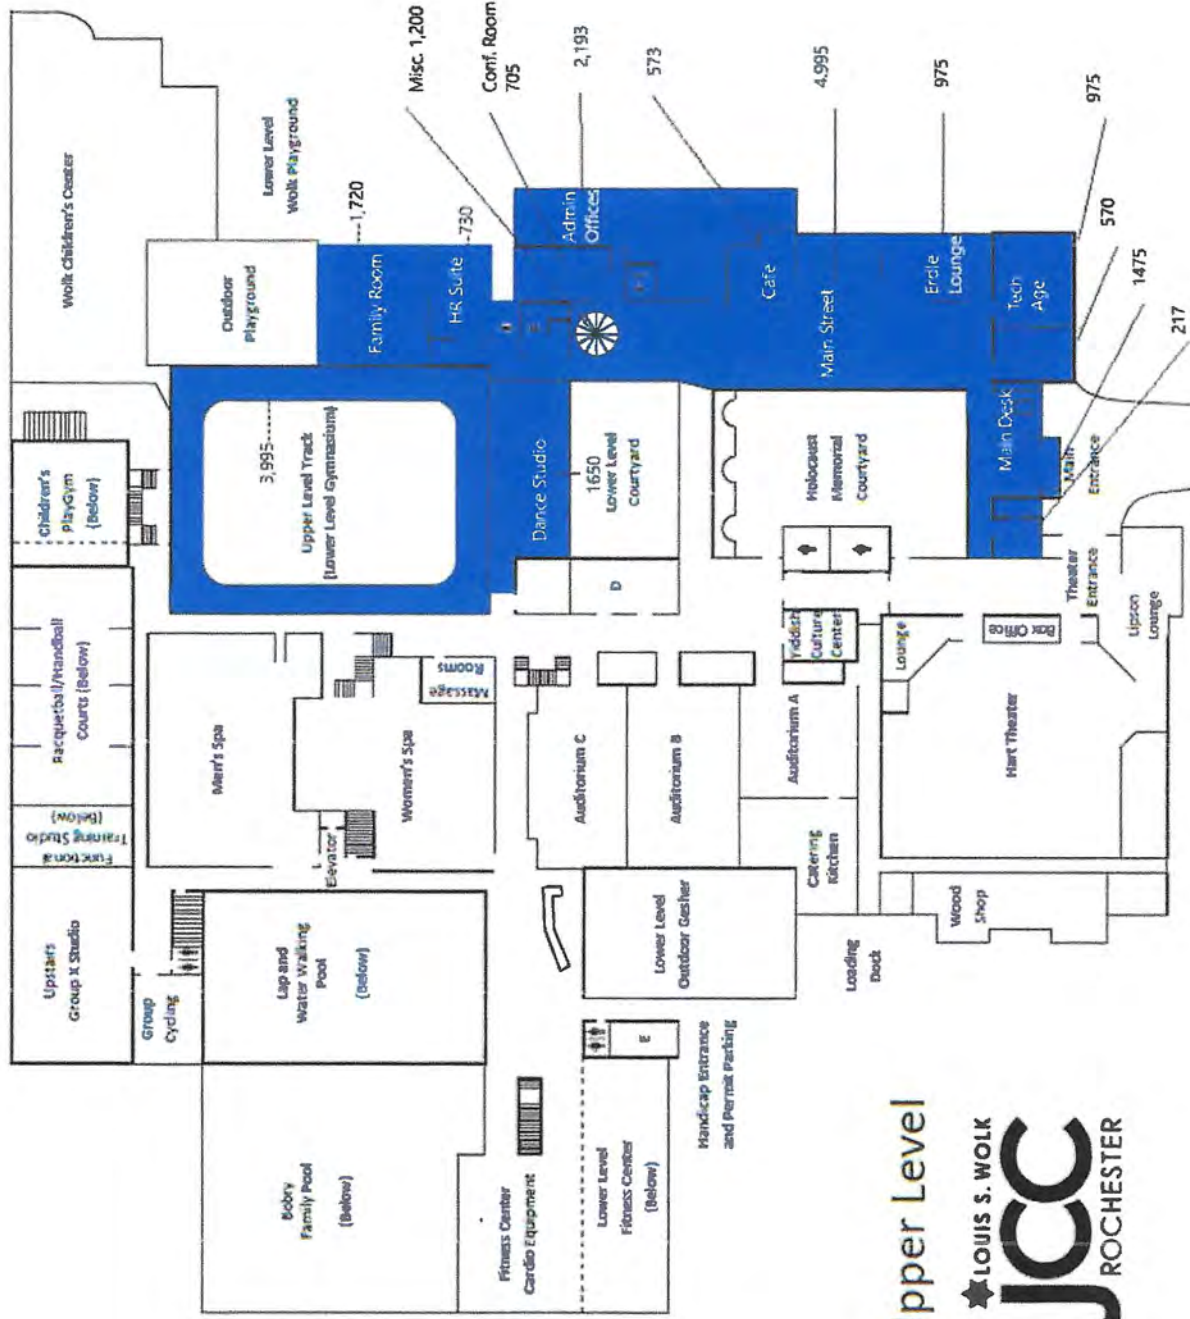 Wolk Children's Center
Lower Level
Wolk Playground
Outdoor
Playground
Family Room
1,720
HR Suite
730
Misc. 1,200
Conf. Room
705
2,193
573
4.995
975
975
570
1475
217
Admin
Offices
Cafe
Main Street
Erdle
Lounge
Tech
Age
Main Desk
Main
Entrance
Children's
PlayGym
(Below)
3,995
Upper Level Track
(Lower Level Gymnasium)
Dance Studio
1650
Lower Level
Courtyard
Holocaust
Memorial
Courtyard
D
Theater
Entrance
Lipson
Lounge
Box Office
Lounge
Yiddish
Culture
Center
Racquetball/Handball
Courts (Below)
Functional
Training Studio
(Below)
Men's Spa
Women's Spa
Massage
Rooms
Elevator
Auditorium C
Auditorium B
Auditorium A
Catering
Kitchen
Hart Theater
Wood
Shop
Loading
Dock
Upstairs
Group X Studio
Group
Cycling
Lap and
Water Walking
Pool
(Below)
Lower Level
Outdoor Gesher
Bobry
Family Pool
(Below)
Fitness Center
Cardio Equipment
Lower Level
Fitness Center
(Below)
E
Handicap Entrance
and Permit Parking
pper Level
LOUIS S. WOLK
JCC
ROCHESTER